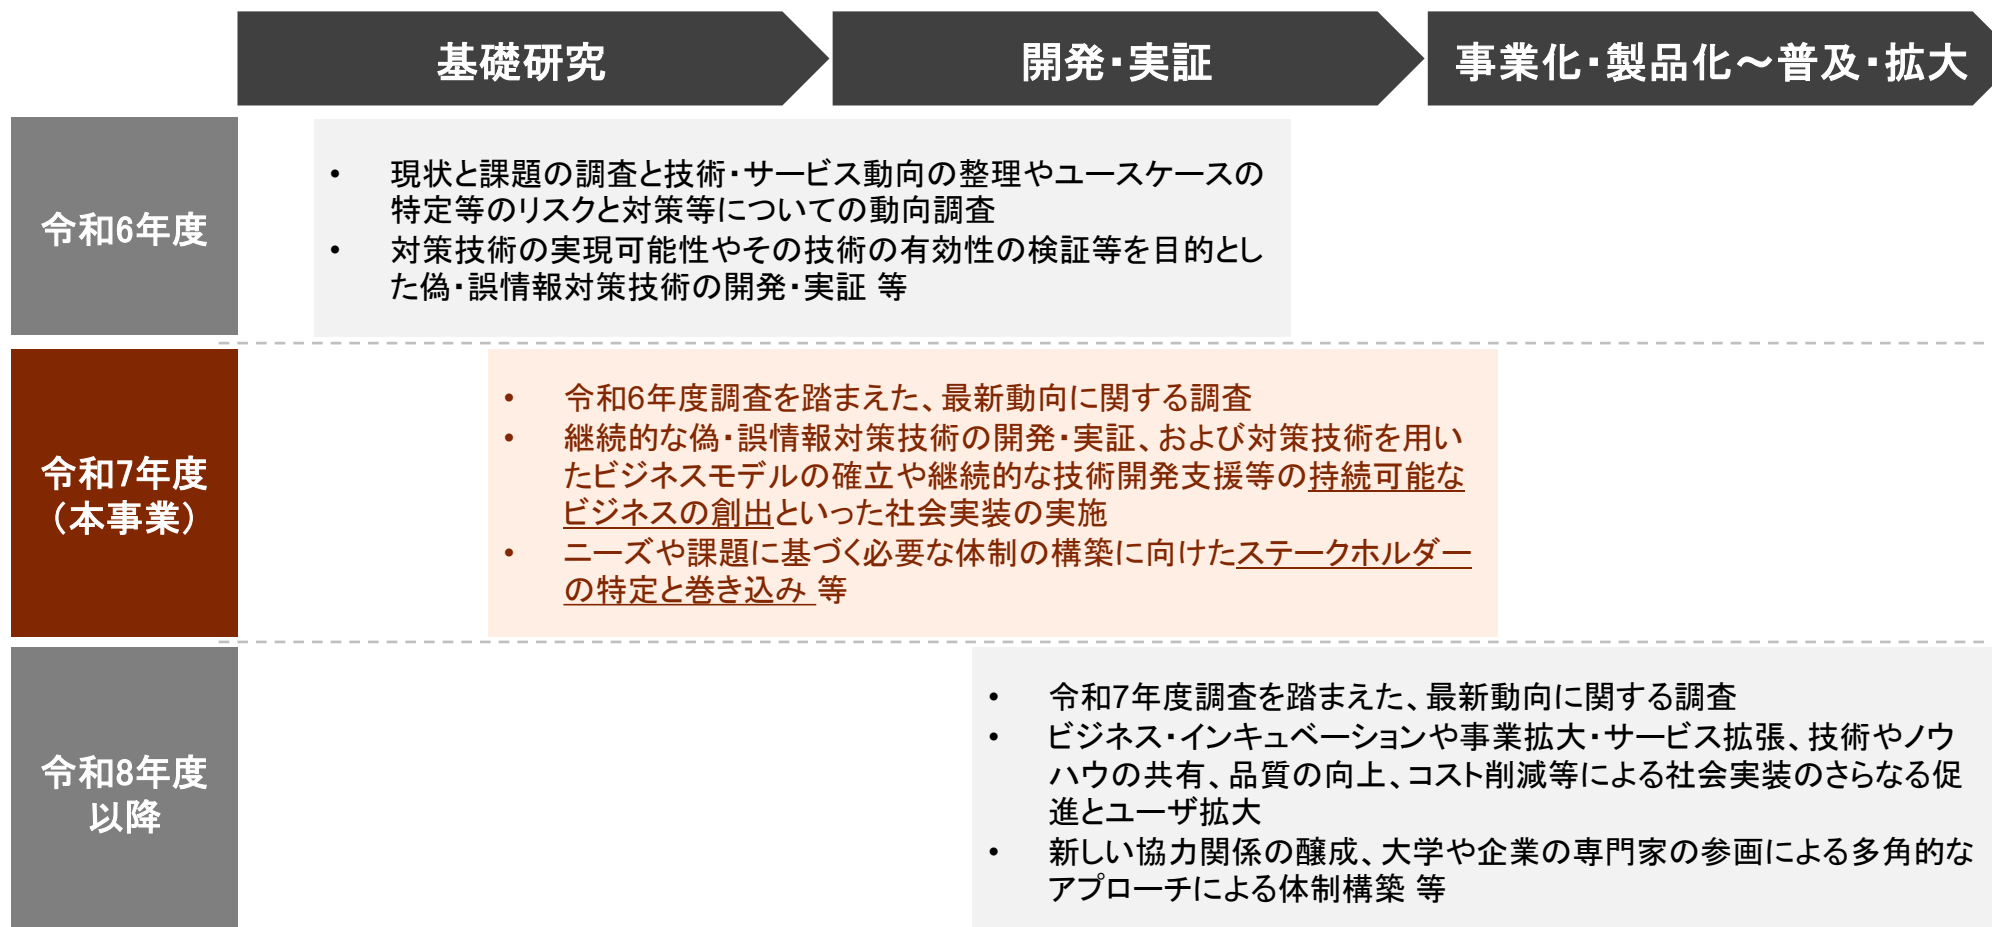 基礎研究
開発・実証
事業化・製品化～普及・拡大
令和6年度
• 現状と課題の調査と技術・サービス動向の整理やユースケースの
特定等のリスクと対策等についての動向調査
• 対策技術の実現可能性やその技術の有効性の検証等を目的とし
た偽・誤情報対策技術の開発・実証 等
令和7年度
（本事業）
• 令和6年度調査を踏まえた、最新動向に関する調査
• 継続的な偽・誤情報対策技術の開発・実証、および対策技術を用い
たビジネスモデルの確立や継続的な技術開発支援等の持続可能な
ビジネスの創出といった社会実装の実施
• ニーズや課題に基づく必要な体制の構築に向けたステークホルダー
の特定と巻き込み 等
令和8年度
以降
• 令和7年度調査を踏まえた、最新動向に関する調査
• ビジネス・インキュベーションや事業拡大・サービス拡張、技術やノウ
ハウの共有、品質の向上、コスト削減等による社会実装のさらなる促
進とユーザ拡大
• 新しい協力関係の醸成、大学や企業の専門家の参画による多角的な
アプローチによる体制構築 等